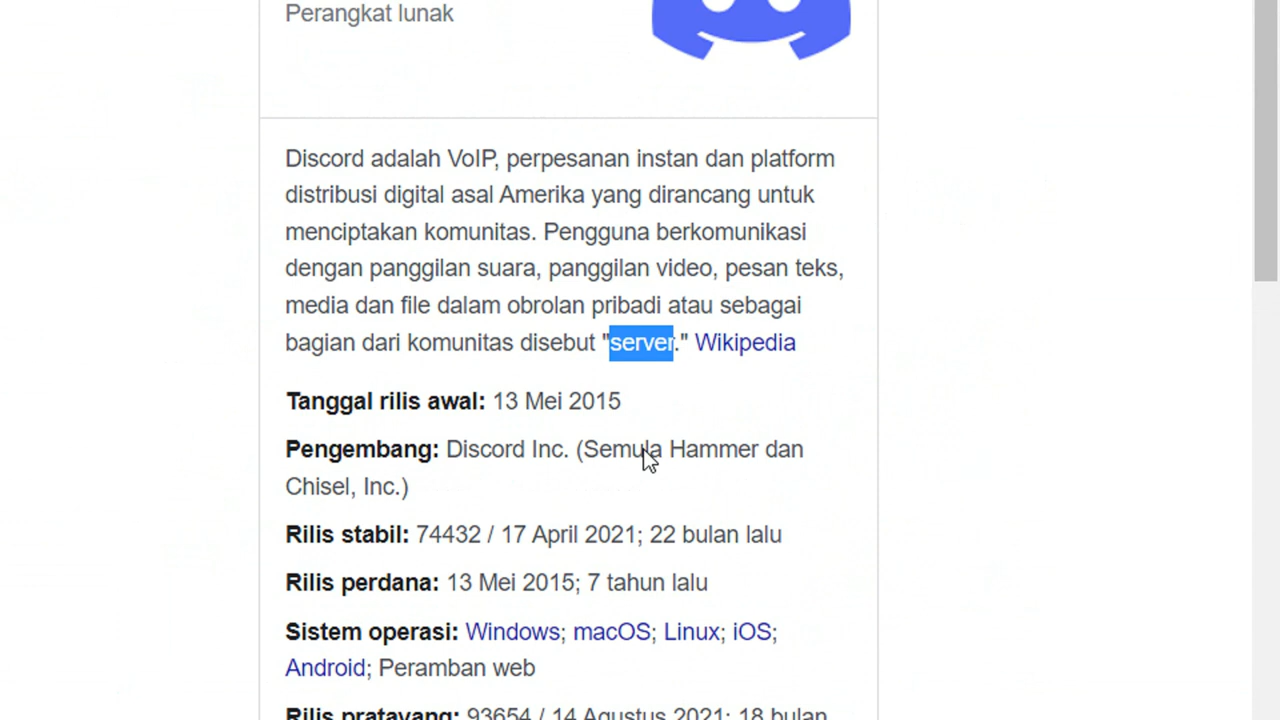 Perangkat lunak
Discord adalah VoIP, perpesanan instan dan platform
distribusi digital asal Amerika yang dirancang untuk
menciptakan komunitas. Pengguna berkomunikasi
dengan panggilan suara, panggilan video, pesan teks,
media dan file dalam obrolan pribadi atau sebagai
bagian dari komunitas disebut "server." Wikipedia
Tanggal rilis awal: 13 Mei 2015
Pengembang: Discord Inc. (Semula Hammer dan
Chisel, Inc.)
Rilis stabil: 74432 / 17 April 2021; 22 bulan lalu
Rilis perdana: 13 Mei 2015; 7 tahun lalu
Sistem operasi: Windows; macOS; Linux; iOS;
Android; Peramban web
Rilis pratayang: 93654 / 14 Agustus 2021; 18 bulan